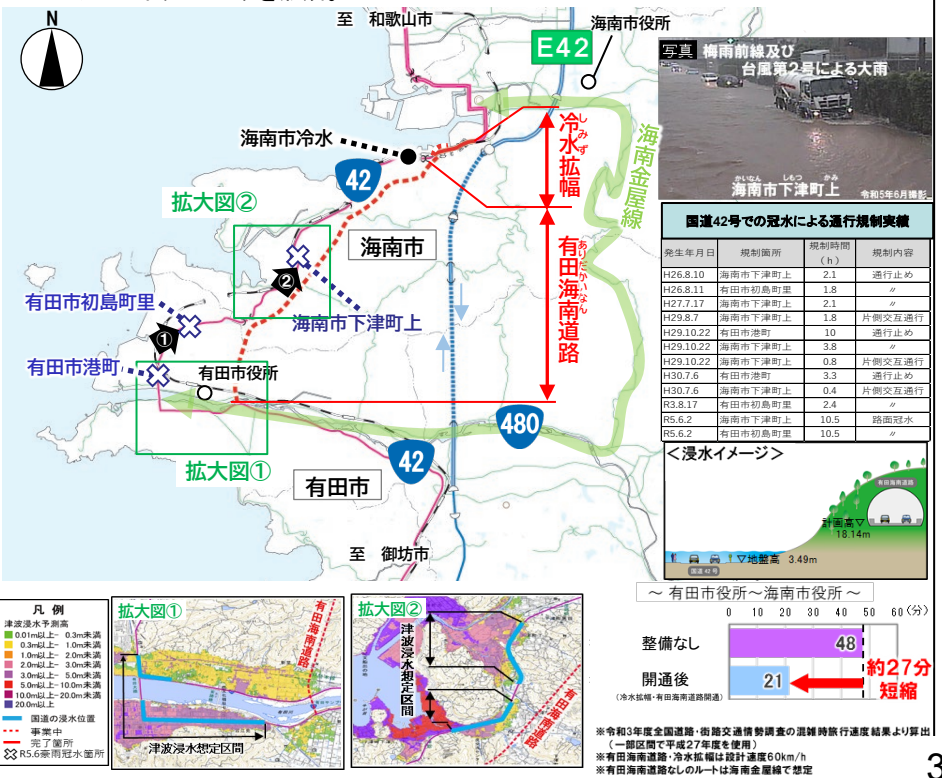 N
至 和歌山市
海南市役所
E42
海南市冷水
42
しみず
冷水拡幅
海南金屋線
拡大図②
海南市
ありだかいなん
有田海南道路
②
有田市初島町里
海南市下津町上
①
有田市港町
有田市役所
480
拡大図①
42
有田市
至 御坊市
写真 梅雨前線及び
台風第2号による大雨
かいなん しもつ かみ
海南市下津町上
令和5年6月撮影
国道42号での冠水による通行規制実績
発生年月日 規制箇所 規制時間(h) 規制内容
H26.8.10 海南市下津町上 2.1 通行止め
H26.8.11 有田市初島町里 1.8 〃
H27.7.17 海南市下津町上 2.1 〃
H29.8.7 海南市下津町上 1.8 片側交互通行
H29.10.22 有田市港町 10 通行止め
H29.10.22 海南市下津町上 3.8 〃
H29.10.22 海南市下津町上 0.8 片側交互通行
H30.7.6 有田市港町 3.3 通行止め
H30.7.6 海南市下津町上 0.4 片側交互通行
R3.8.17 有田市初島町里 2.4 〃
R5.6.2 海南市下津町上 10.5 路面冠水
R5.6.2 有田市初島町里 10.5 〃
<浸水イメージ>
有田海南道路
計画高▽
18.14m
▽地盤高 3.49m
国道42号
~ 有田市役所~海南市役所 ~
0 10 20 30 40 50 60 (分)
整備なし 48
開通後 21
(冷水拡幅・有田海南道路開通)
約27分
短縮
※令和3年度全国道路・街路交通情勢調査の混雑時旅行速度結果より算出
(一部区間で平成27年度を使用)
※有田海南道路・冷水拡幅は設計速度60km/h
※有田海南道路なしのルートは海南金屋線で想定
凡 例
津波浸水予測高
0.01m以上- 0.3m未満
0.3m以上- 1.0m未満
1.0m以上- 2.0m未満
2.0m以上- 3.0m未満
3.0m以上- 5.0m未満
5.0m以上-10.0m未満
10.0m以上-20.0m未満
20.0m以上
国道の浸水位置
事業中
完了箇所
R5.6豪雨冠水箇所
拡大図①
有田海南道路
津波浸水想定区間
拡大図②
津波浸水想定区間
有田海南道路
3